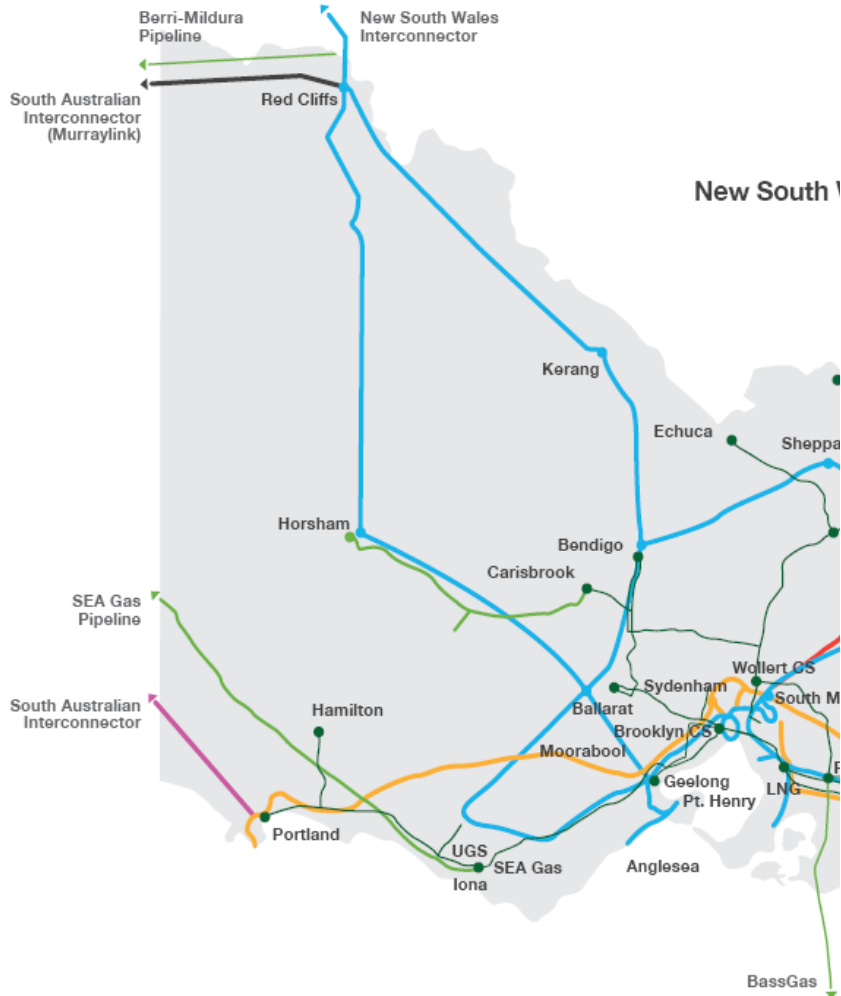 Berri-Mildura
Pipeline
New South Wales
Interconnector
South Australian
Interconnector
(Murraylink)
Red Cliffs
New South W
Kerang
Echuca
Sheppa
Horsham
Bendigo
Carisbrook
SEA Gas
Pipeline
Wollert CS
South Australian
Interconnector
Sydenham
South M
Hamilton
Ballarat
Brooklyn CS
Moorabool
Geelong
LNG
Pt. Henry
Portland
UGS
SEA Gas
Iona
Anglesea
BassGas